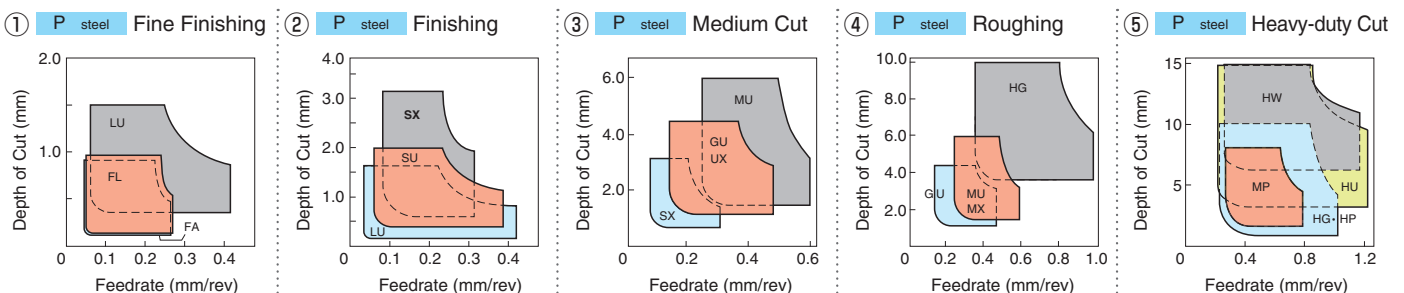 ① P steel Fine Finishing
Depth of Cut (mm)
2.0
1.0
0
0.1
0.2
0.3
0.4
LU
FL
FA
Feedrate (mm/rev)
② P steel Finishing
Depth of Cut (mm)
4.0
3.0
2.0
1.0
0
0.1
0.2
0.3
0.4
SX
SU
LU
Feedrate (mm/rev)
③ P steel Medium Cut
Depth of Cut (mm)
6.0
4.0
2.0
0
0.2
0.4
0.6
MU
GU
UX
SX
Feedrate (mm/rev)
④ P steel Roughing
Depth of Cut (mm)
10.0
8.0
6.0
4.0
2.0
0
0.2
0.4
0.6
0.8
1.0
HG
GU
MU
MX
Feedrate (mm/rev)
⑤ P steel Heavy-duty Cut
Depth of Cut (mm)
15
10
5
0
0.4
0.8
1.2
HW
MP
HU
HG・HP
Feedrate (mm/rev)